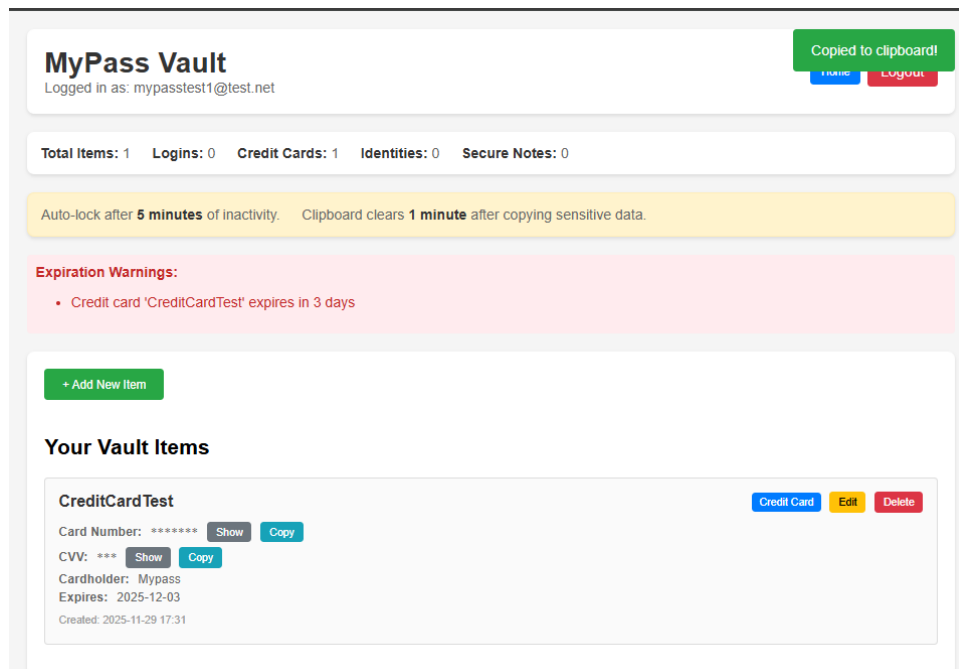 MyPass Vault
Copied to clipboard!
Logged in as: mypasstest1@test.net
Home Logout
Total Items: 1 Logins: 0 Credit Cards: 1 Identities: 0 Secure Notes: 0
Auto-lock after 5 minutes of inactivity. Clipboard clears 1 minute after copying sensitive data.
Expiration Warnings:
• Credit card 'CreditCardTest' expires in 3 days
+ Add New Item
Your Vault Items
CreditCardTest Credit Card Edit Delete
Card Number: ******* Show Copy
CVV: *** Show Copy
Cardholder: Mypass
Expires: 2025-12-03
Created: 2025-11-29 17:31